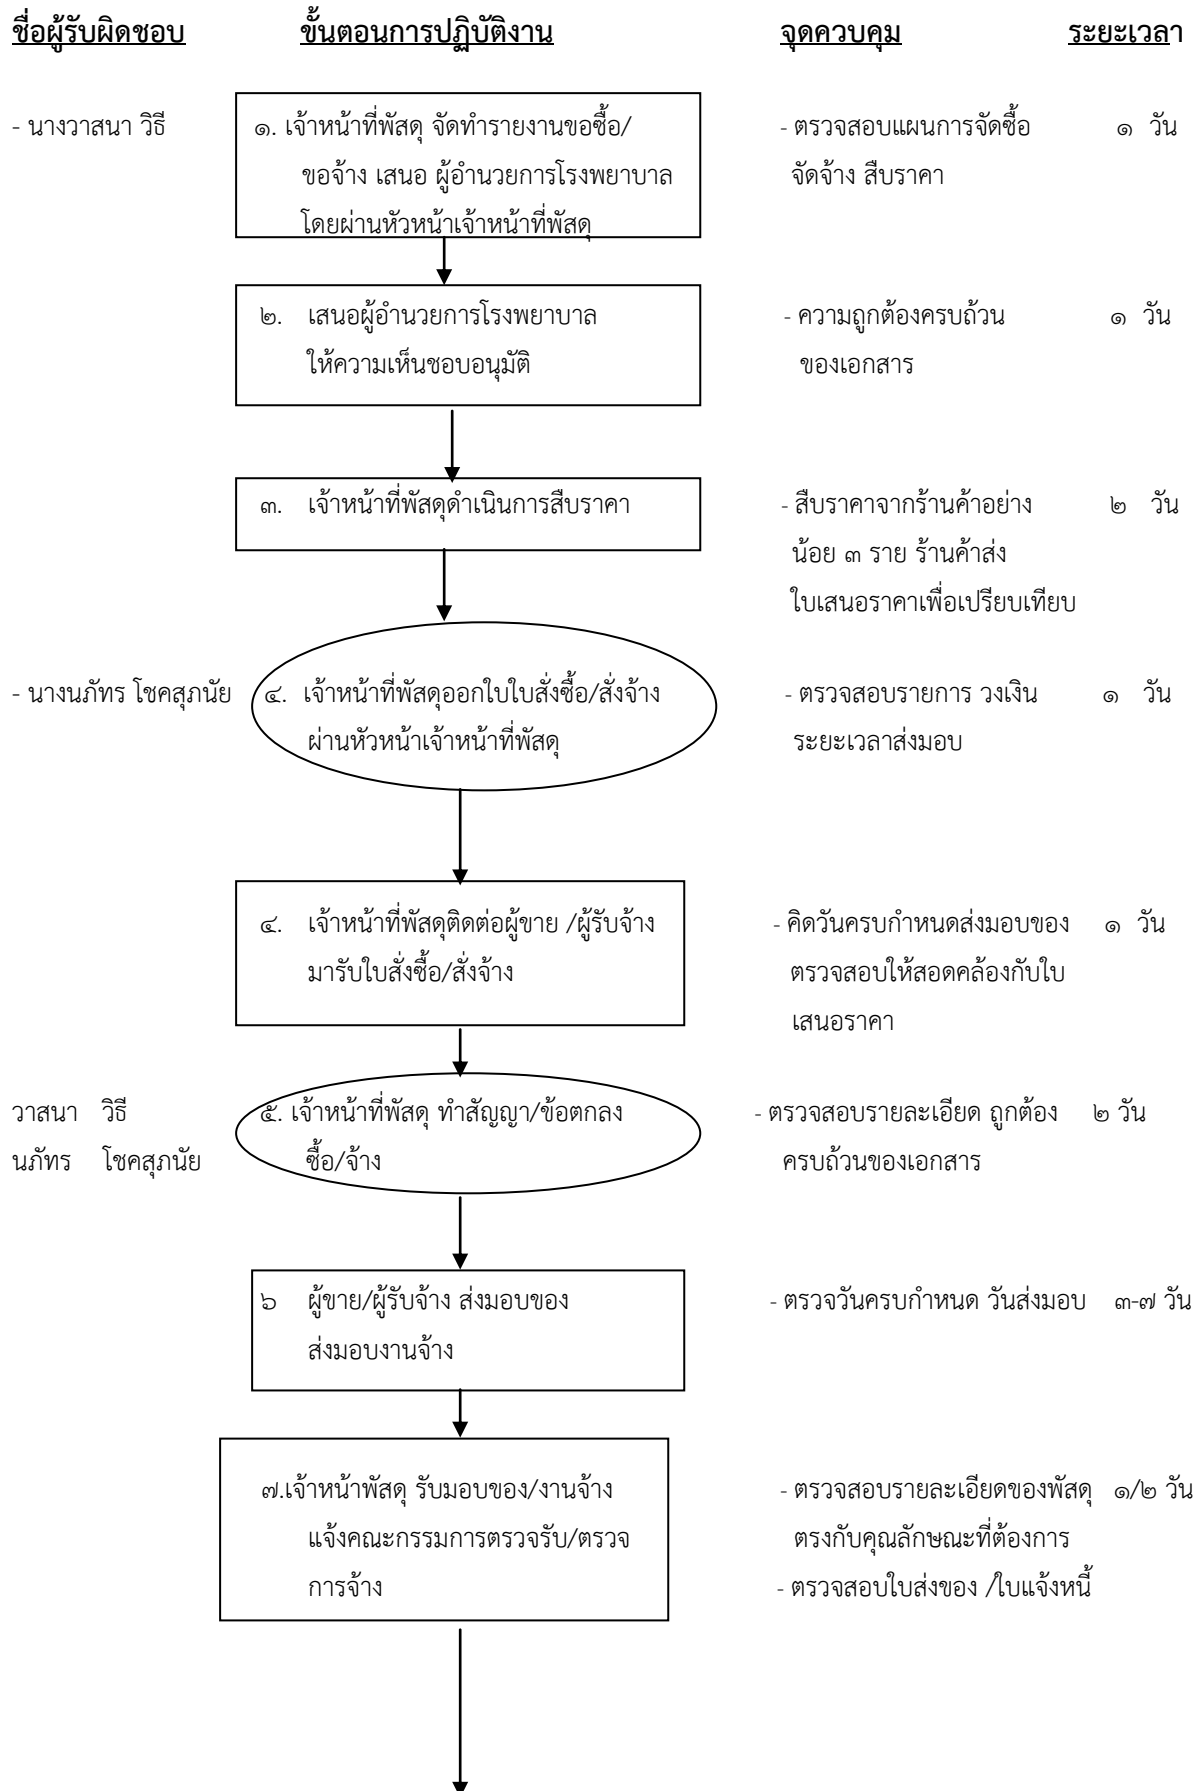 ชื่อผู้รับผิดชอบ ขั้นตอนการปฏิบัติงาน จุดควบคุม ระยะเวลา
- นางวาสนา วิธี ๑. เจ้าหน้าที่พัสดุ จัดทำรายงานขอซื้อ/ - ตรวจสอบแผนการจัดซื้อ ๑ วัน
ขอจ้าง เสนอ ผู้อำนวยการโรงพยาบาล จัดจ้าง สืบราคา
โดยผ่านหัวหน้าเจ้าหน้าที่พัสดุ
๒. เสนอผู้อำนวยการโรงพยาบาล - ความถูกต้องครบถ้วน ๑ วัน
ให้ความเห็นชอบอนุมัติ ของเอกสาร
๓. เจ้าหน้าที่พัสดุดำเนินการสืบราคา - สืบราคาจากร้านค้าอย่าง ๒ วัน
น้อย ๓ ราย ร้านค้าส่ง
ใบเสนอราคาเพื่อเปรียบเทียบ
- นางนภัทร โชคสุภนัย ๔. เจ้าหน้าที่พัสดุออกใบใบสั่งซื้อ/สั่งจ้าง - ตรวจสอบรายการ วงเงิน ๑ วัน
ผ่านหัวหน้าเจ้าหน้าที่พัสดุ ระยะเวลาส่งมอบ
๔. เจ้าหน้าที่พัสดุติดต่อผู้ขาย /ผู้รับจ้าง - คิดวันครบกำหนดส่งมอบของ ๑ วัน
มารับใบสั่งซื้อ/สั่งจ้าง ตรวจสอบให้สอดคล้องกับใบ
เสนอราคา
วาสนา วิธี ๕. เจ้าหน้าที่พัสดุ ทำสัญญา/ข้อตกลง - ตรวจสอบรายละเอียด ถูกต้อง ๒ วัน
นภัทร โชคสุภนัย ซื้อ/จ้าง ครบถ้วนของเอกสาร
๖ ผู้ขาย/ผู้รับจ้าง ส่งมอบของ - ตรวจวันครบกำหนด วันส่งมอบ ๓-๗ วัน
ส่งมอบงานจ้าง
๗.เจ้าหน้าพัสดุ รับมอบของ/งานจ้าง - ตรวจสอบรายละเอียดของพัสดุ ๑/๒ วัน
แจ้งคณะกรรมการตรวจรับ/ตรวจ ตรงกับคุณลักษณะที่ต้องการ
การจ้าง - ตรวจสอบใบส่งของ /ใบแจ้งหนี้